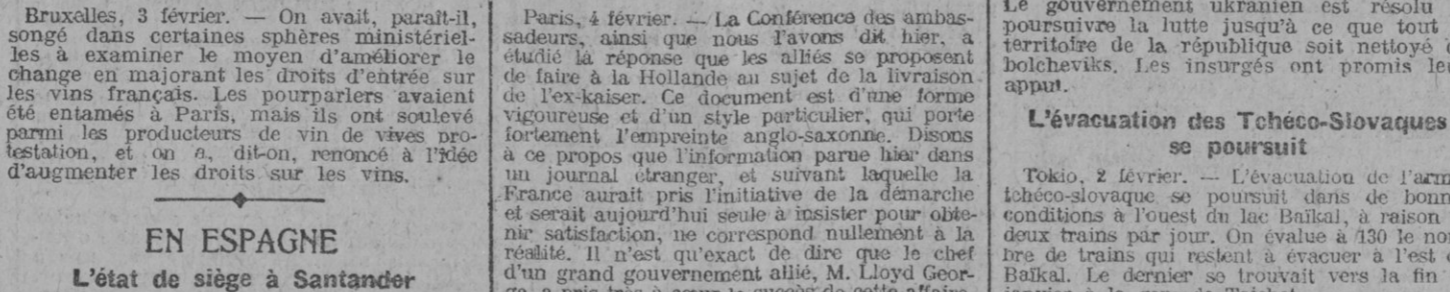 Bruxelles, 3 février. — On avait, paraît-il,
songé dans certaines sphères ministériel-
les à examiner le moyen d'améliorer le
change en majorant les droits d'entrée sur
les vins français. Les pourparlers avaient
été entamés à Paris, mais ils ont soulevé
parmi les producteurs de vin de vives pro-
testation, et on a, dit-on, renoncé à l'idée
d'augmenter les droits sur les vins.
EN ESPAGNE
L'état de siège à Santander
Paris, 4 février. — La Conférence des ambas-
sadeurs, ainsi que nous l'avons dit hier, a
étudié la réponse que les alliés se proposent
de faire à la Hollande au sujet de la livraison
de l'ex-kaiser. Ce document est d'une forme
vigoureuse et d'un style particulier, qui porte
fortement l'empreinte anglo-saxonne. Disons
à ce propos que l'information parue hier dans
un journal étranger, et suivant laquelle la
France aurait pris l'initiative de la démarche
et serait aujourd'hui seule à insister pour obte-
nir satisfaction, ne correspond nullement à la
réalité. Il n'est qu'exact de dire que le chef
d'un grand gouvernement allié, M. Lloyd Geor-
Le gouvernement ukranien est résolu
poursuivre la lutte jusqu'à ce que tout
territoire de la république soit nettoyé
bolcheviks. Les insurgés ont promis le
appui.
L'évacuation des Tchéco-Slovaques
se poursuit
Tokio, 2 février. — L'évacuation de l'arm
tchéco-slovaque se poursuit dans de bonn
conditions à l'ouest du lac Baïkal, à raison
deux trains par jour. On évalue à 130 le no
bre de trains qui restent à évacuer à l'est
Baïkal. Le dernier se trouvait vers la fin